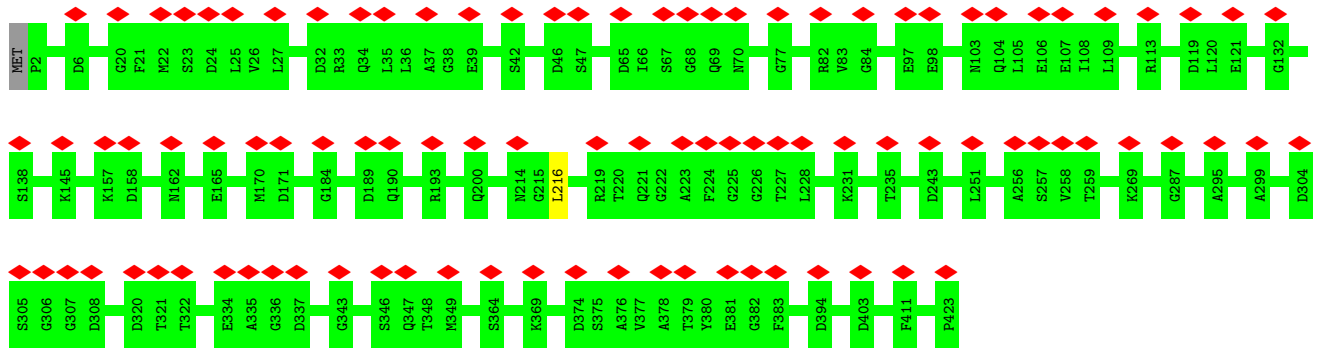 MET P2 D6 G20 F21 M22 S23 D24 L25 V26 L27 D32 R33 Q34 L35 L36 A37 G38 E39 S42 D46 S47 D65 I66 S67 G68 Q69 N70 G77 R82 V83 G84 E97 E98 N103 Q104 L105 E106 E107 I108 L109 R113 D119 L120 E121 G132
S138 K145 K157 D158 N162 E165 M170 D171 G184 D189 Q190 R193 Q200 N214 G215 L216 R219 T220 Q221 G222 A223 F224 G225 G226 T227 L228 K231 T235 D243 L251 A256 S257 V258 T259 K269 G287 A295 A299 D304
S305 G306 G307 D308 D320 T321 T322 E334 A335 G336 D337 G343 S346 Q347 T348 M349 S364 K369 D374 S375 A376 V377 A378 T379 Y380 E381 G382 F383 D394 D403 F411 P423